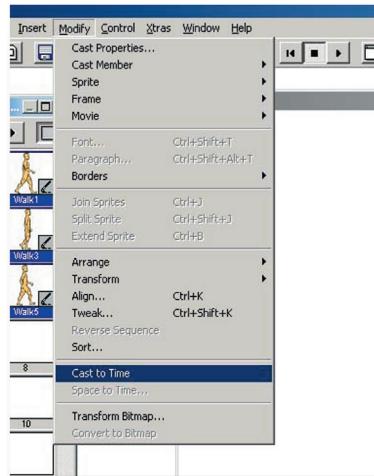 Insert Modify Control Xtras Window Help
Cast Properties...
Cast Member
Sprite
Frame
Movie
Font... Ctrl+Shift+T
Paragraph... Ctrl+Shift+Alt+T
Borders
Join Sprites Ctrl+J
Split Sprite Ctrl+Shift+J
Extend Sprite Ctrl+B
Arrange
Transform
Align... Ctrl+K
Tweak... Ctrl+Shift+K
Reverse Sequence
Sort...
Cast to Time
Space to Time...
Transform Bitmap...
Convert to Bitmap
Walk1
Walk3
Walk5
8
10